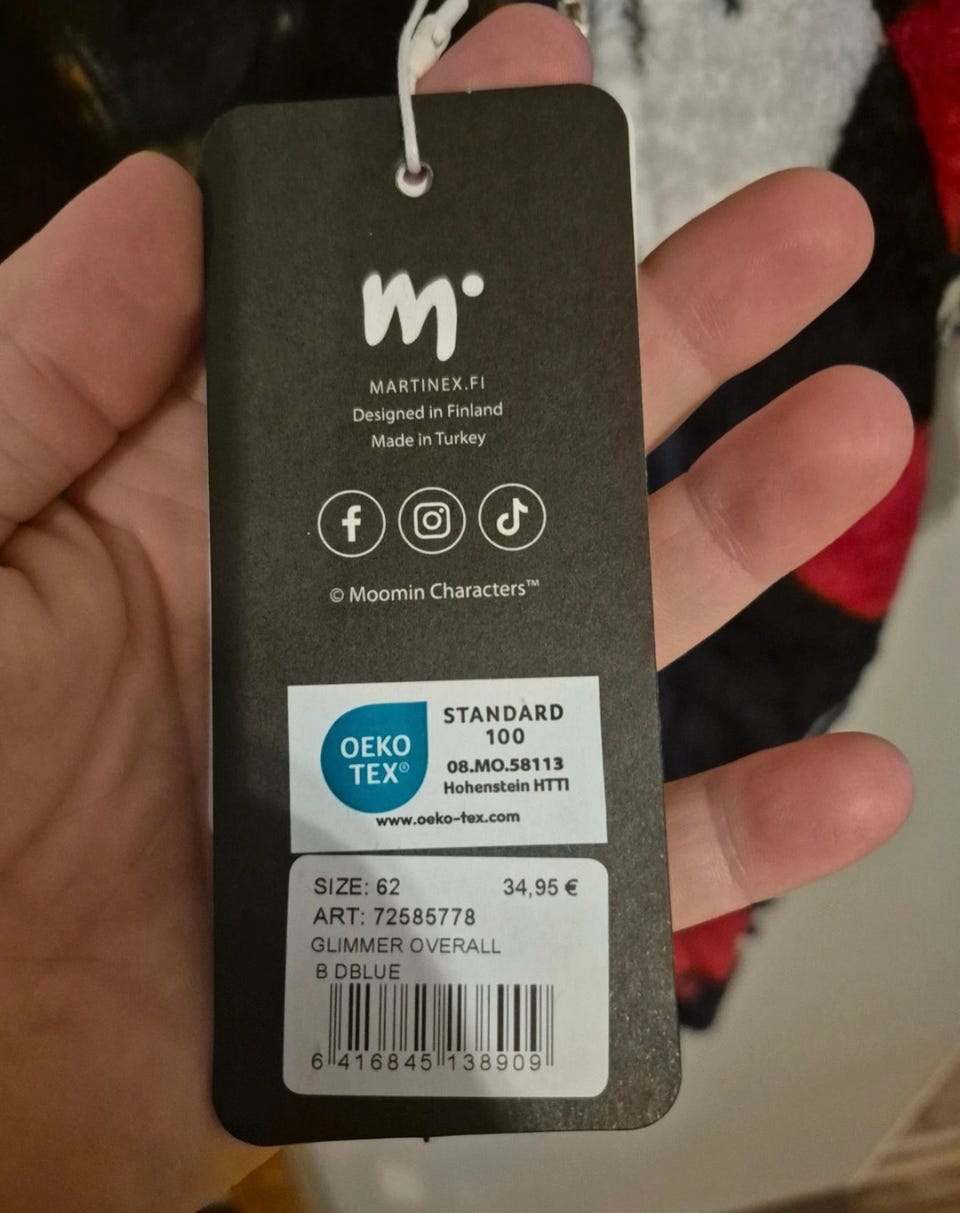 m
MARTINEX.FI
Designed in Finland
Made in Turkey
© Moomin Characters™
OEKO
TEX®
STANDARD
100
08.MO.58113
Hohenstein HTTI
www.oeko-tex.com
SIZE: 62 34,95 €
ART: 72585778
GLIMMER OVERALL
B DBLUE
6 416845 138909